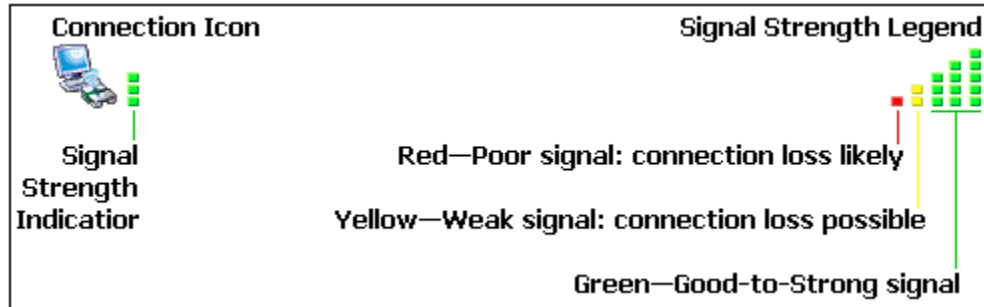 Connection Icon
Signal Strength Legend
Signal
Strength
Indicatior
Red—Poor signal: connection loss likely
Yellow—Weak signal: connection loss possible
Green—Good-to-Strong signal